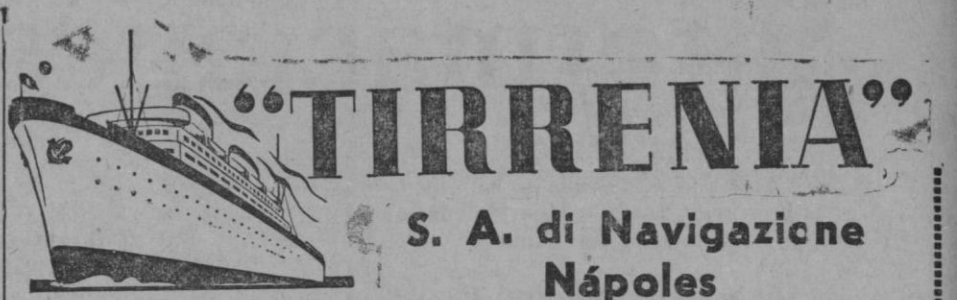 “TIRRENIA”
S. A. di Navigazione
Nápoles